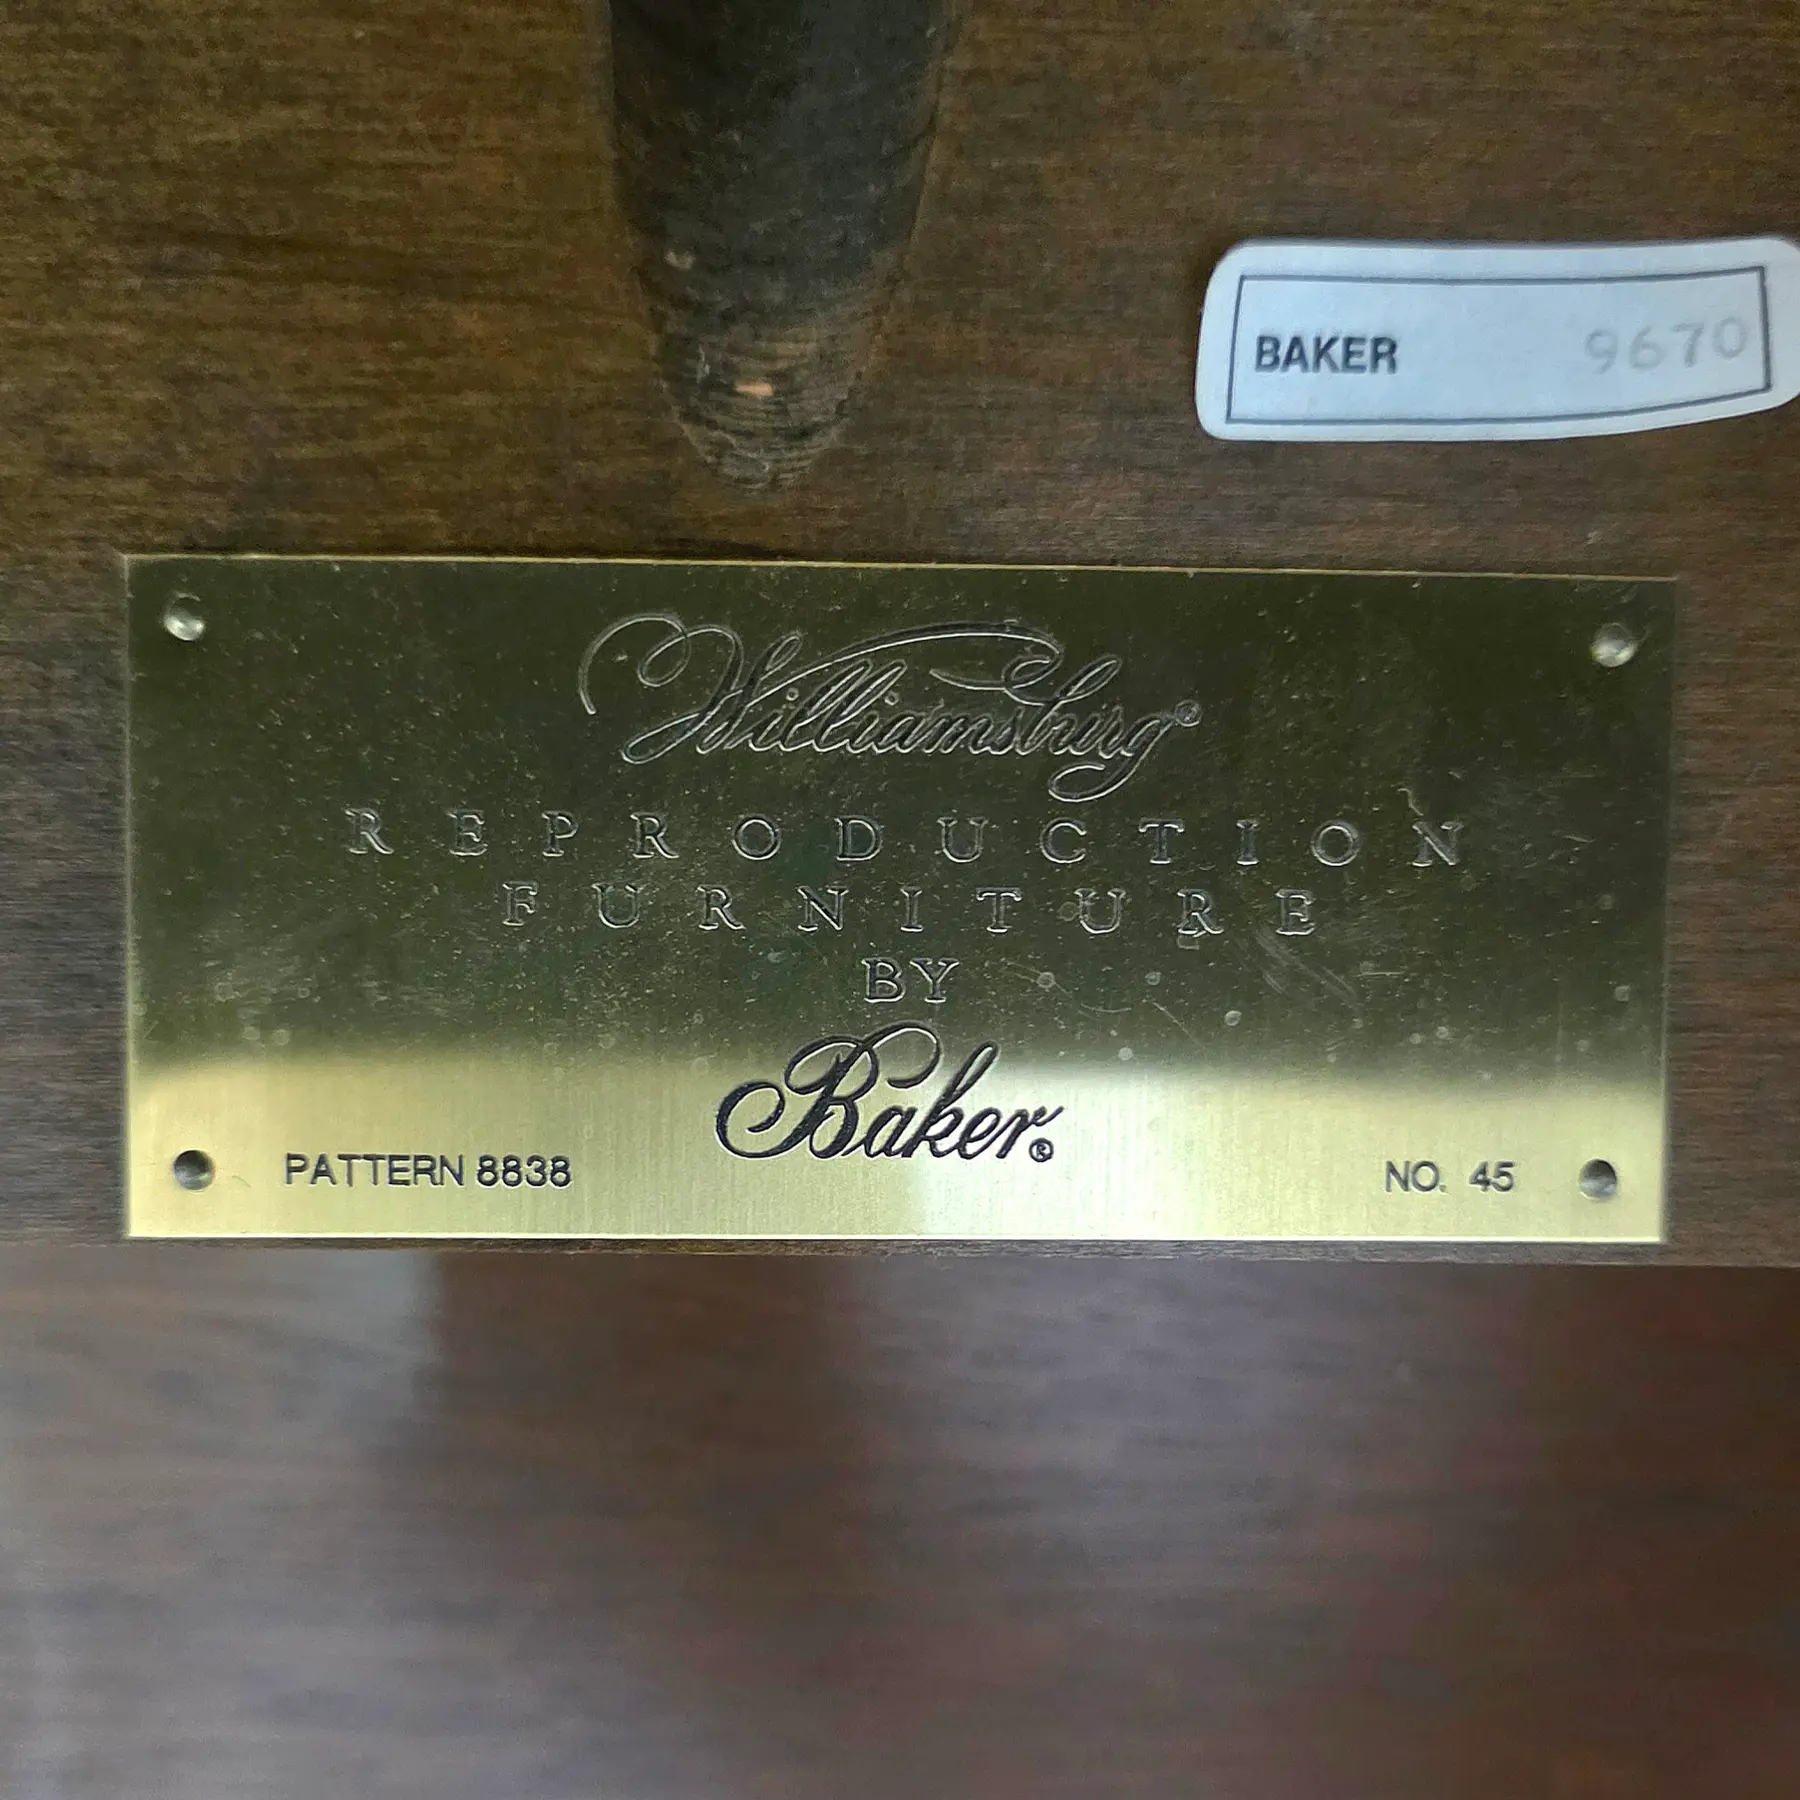 BAKER 9670
Williamsburg®
REPRODUCTION
FURNITURE
BY
Baker®
PATTERN 8838 NO. 45